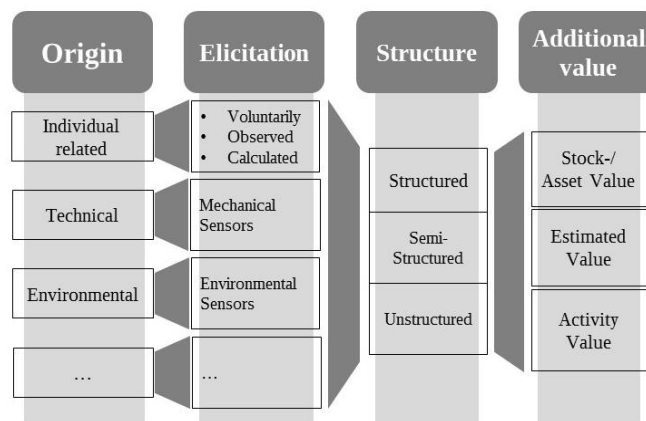 Origin
Elicitation
Structure
Additional
value
Individual
related
• Voluntarily
• Observed
• Calculated
Technical
Mechanical
Sensors
Environmental
Environmental
Sensors
…
…
Structured
Semi-
Structured
Unstructured
Stock-/
Asset Value
Estimated
Value
Activity
Value